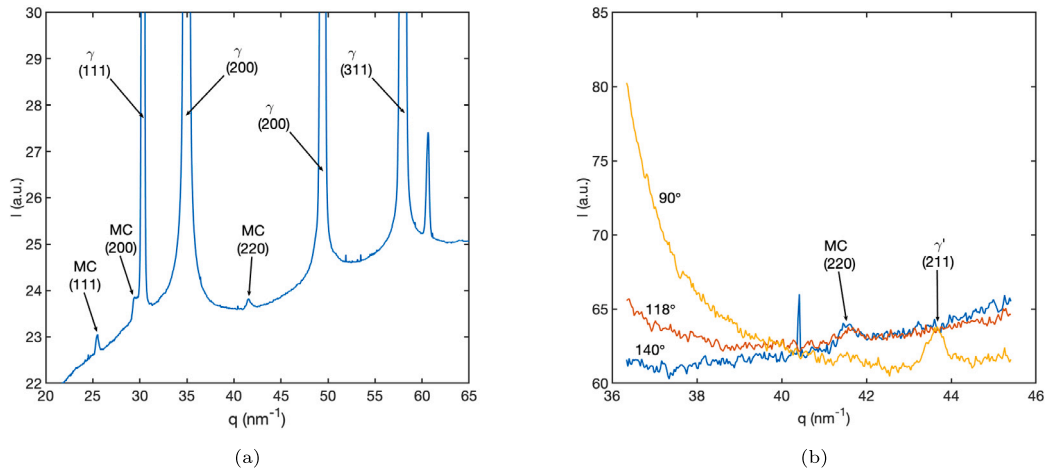 30
29
28
27
26
25
24
23
22
I (a.u.)
γ
(111)
γ
(200)
γ
(200)
γ
(311)
MC
(200)
MC
(111)
MC
(220)
20 25 30 35 40 45 50 55 60 65
q (nm⁻¹)
(a)
85
80
75
70
65
60
I (a.u.)
90°
118°
140°
MC
(220)
γ'
(211)
36 38 40 42 44 46
q (nm⁻¹)
(b)